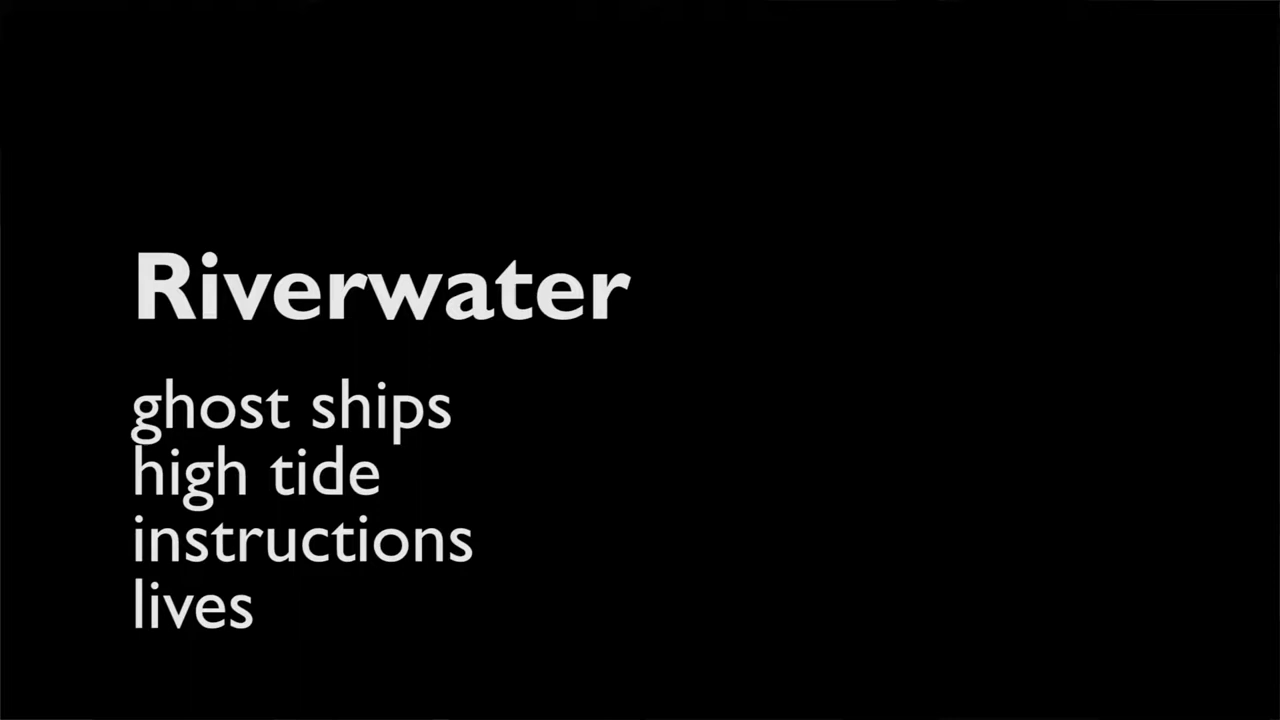 Riverwater
ghost ships
high tide
instructions
lives